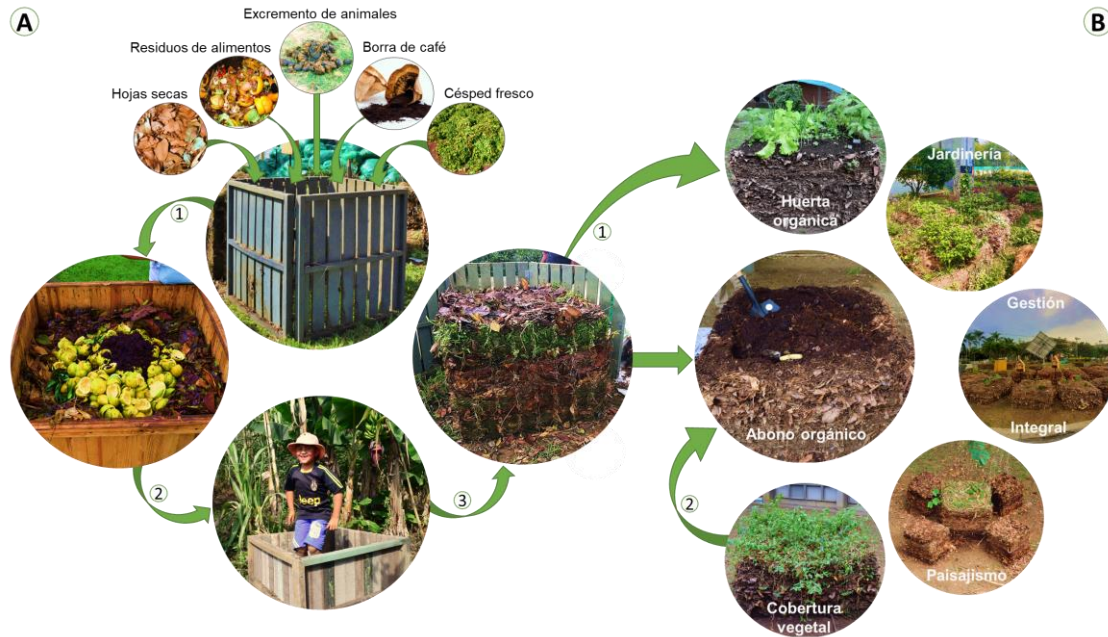 A
B
Excremento de animales
Residuos de alimentos
Borra de café
Hojas secas
Césped fresco
1
2
3
1
2
Huerta
orgánica
Jardinería
Gestión
Integral
Abono orgánico
Paisajismo
Cobertura
vegetal
Jeep